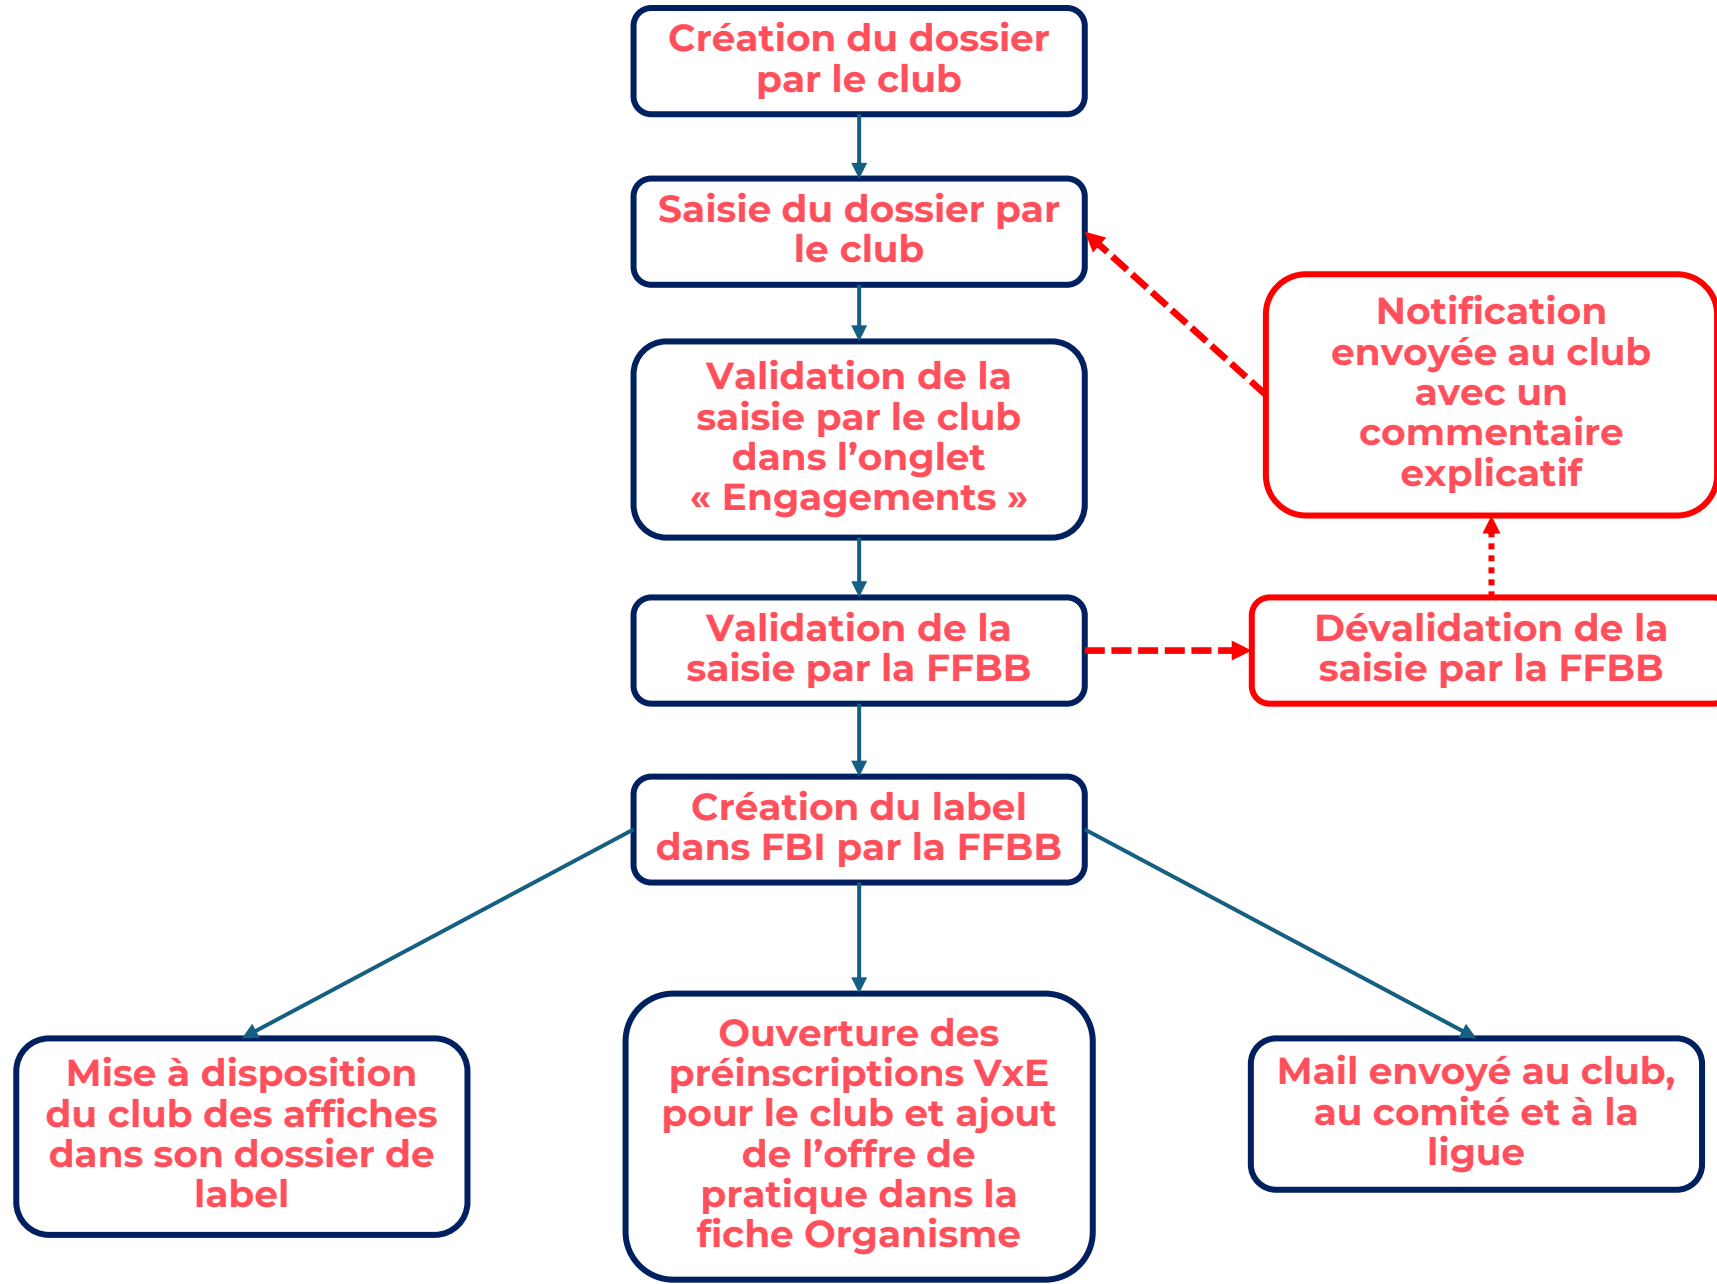 Création du dossier
par le club
Saisie du dossier par
le club
Notification
envoyée au club
avec un
commentaire
explicatif
Validation de la
saisie par le club
dans l’onglet
« Engagements »
Validation de la
saisie par la FFBB
Dévalidation de la
saisie par la FFBB
Création du label
dans FBI par la FFBB
Mise à disposition
du club des affiches
dans son dossier de
label
Ouverture des
préinscriptions VxE
pour le club et ajout
de l’offre de
pratique dans la
fiche Organisme
Mail envoyé au club,
au comité et à la
ligue